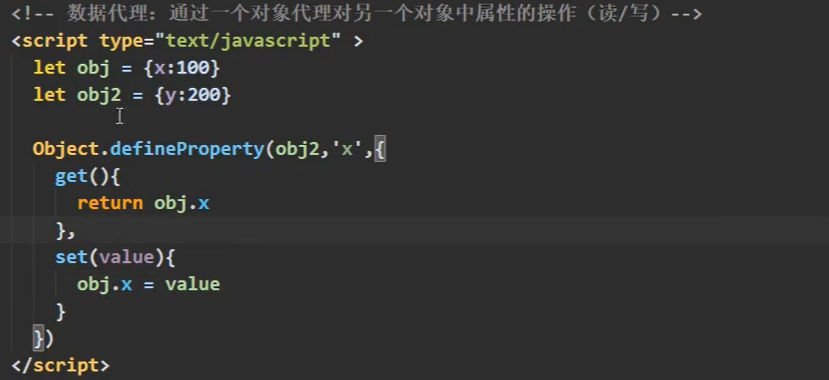 <!-- 数据代理：通过一个对象代理对另一个对象中属性的操作（读/写）-->
<script type="text/javascript" >
let obj = {x:100}
let obj2 = {y:200}
Object.defineProperty(obj2,'x',{
get(){
return obj.x
},
set(value){
obj.x = value
}
})
</script>